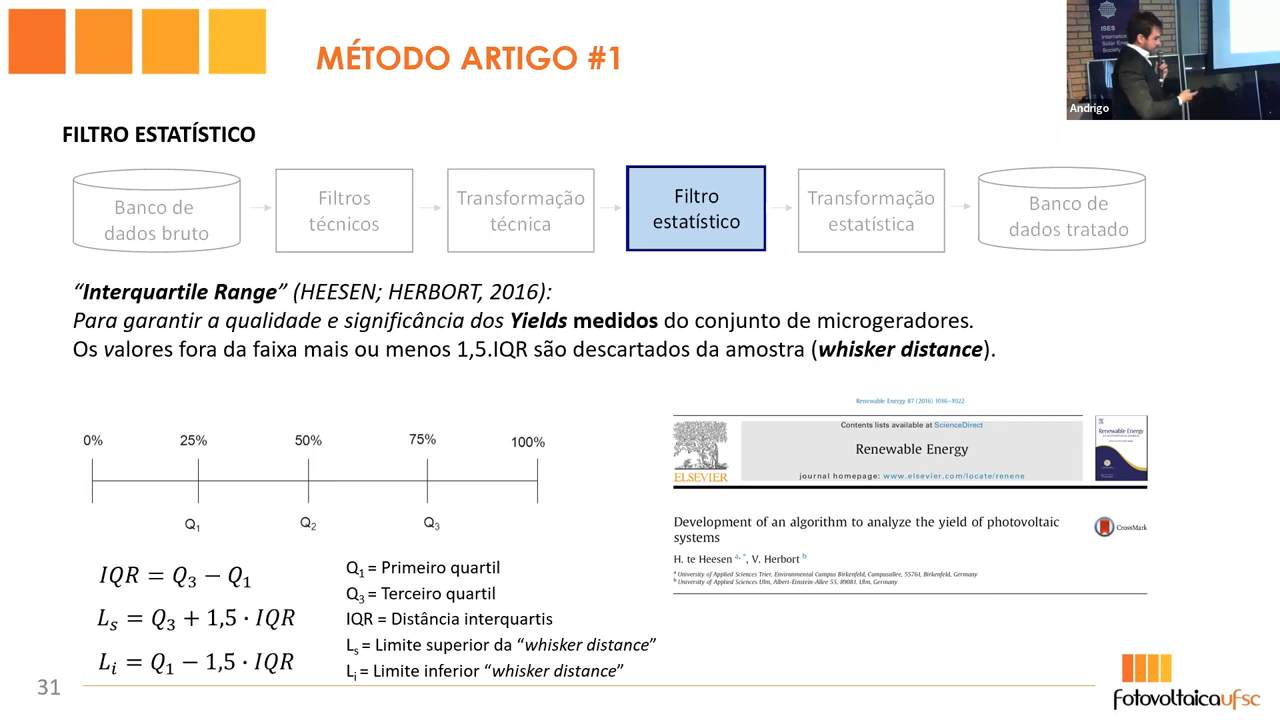 MÉTODO ARTIGO #1
ISES
International
Solar Energy
Society
Andrigo
FILTRO ESTATÍSTICO
Banco de
dados bruto
Filtros
técnicos
Transformação
técnica
Filtro
estatístico
Transformação
estatística
Banco de
dados tratado
“Interquartile Range” (HEESEN; HERBORT, 2016):
Para garantir a qualidade e significância dos Yields medidos do conjunto de microgeradores.
Os valores fora da faixa mais ou menos 1,5.IQR são descartados da amostra (whisker distance).
0% 25% 50% 75% 100%
Q₁ Q₂ Q₃
IQR = Q₃ − Q₁
Lₛ = Q₃ + 1,5 · IQR
Lᵢ = Q₁ − 1,5 · IQR
Q₁ = Primeiro quartil
Q₃ = Terceiro quartil
IQR = Distância interquartis
Lₛ = Limite superior da “whisker distance”
Lᵢ = Limite inferior “whisker distance”
Renewable Energy 87 (2016) 1016–1022
Contents lists available at ScienceDirect
Renewable Energy
journal homepage: www.elsevier.com/locate/renene
ELSEVIER
Renewable Energy
Development of an algorithm to analyze the yield of photovoltaic
systems
CrossMark
H. te Heesen a, *, V. Herbort b
a University of Applied Sciences Trier, Environmental Campus Birkenfeld, Campusallee, 55761, Birkenfeld, Germany
b University of Applied Sciences Ulm, Albert-Einstein-Allee 55, 89081, Ulm, Germany
31
fotovoltaicaufsc